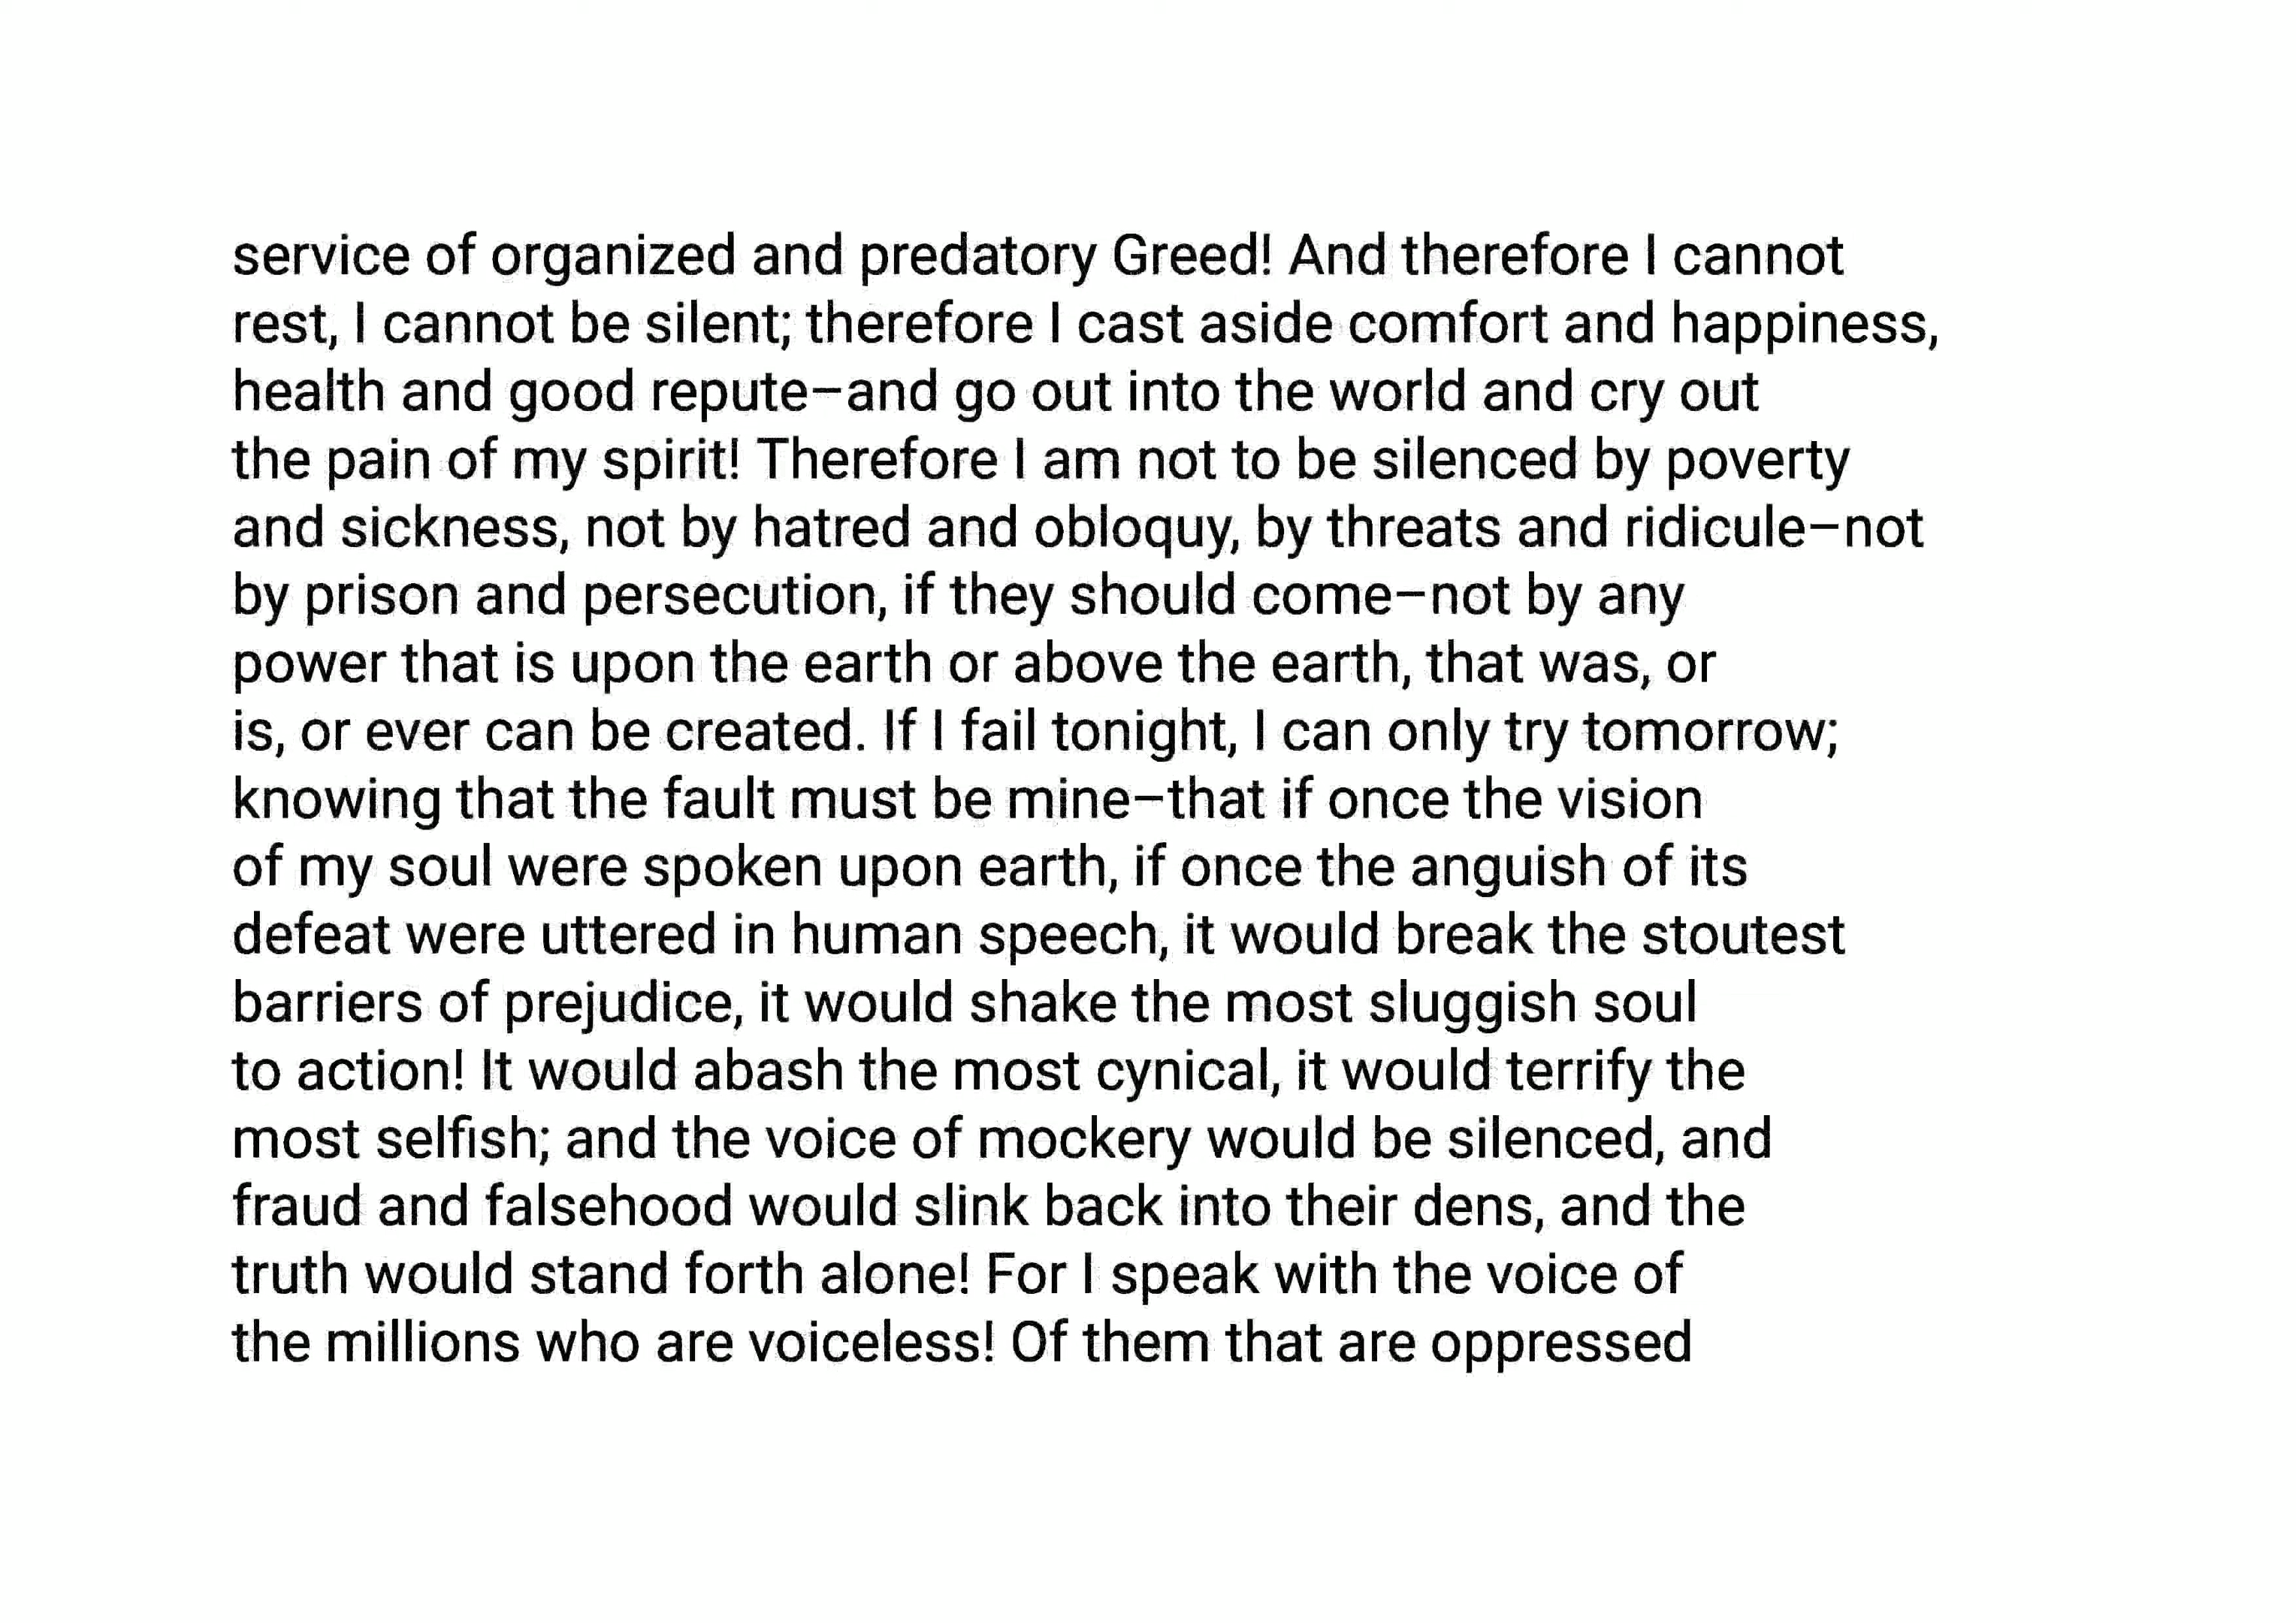 service of organized and predatory Greed! And therefore I cannot
rest, I cannot be silent; therefore I cast aside comfort and happiness,
health and good repute–and go out into the world and cry out
the pain of my spirit! Therefore I am not to be silenced by poverty
and sickness, not by hatred and obloquy, by threats and ridicule–not
by prison and persecution, if they should come–not by any
power that is upon the earth or above the earth, that was, or
is, or ever can be created. If I fail tonight, I can only try tomorrow;
knowing that the fault must be mine–that if once the vision
of my soul were spoken upon earth, if once the anguish of its
defeat were uttered in human speech, it would break the stoutest
barriers of prejudice, it would shake the most sluggish soul
to action! It would abash the most cynical, it would terrify the
most selfish; and the voice of mockery would be silenced, and
fraud and falsehood would slink back into their dens, and the
truth would stand forth alone! For I speak with the voice of
the millions who are voiceless! Of them that are oppressed